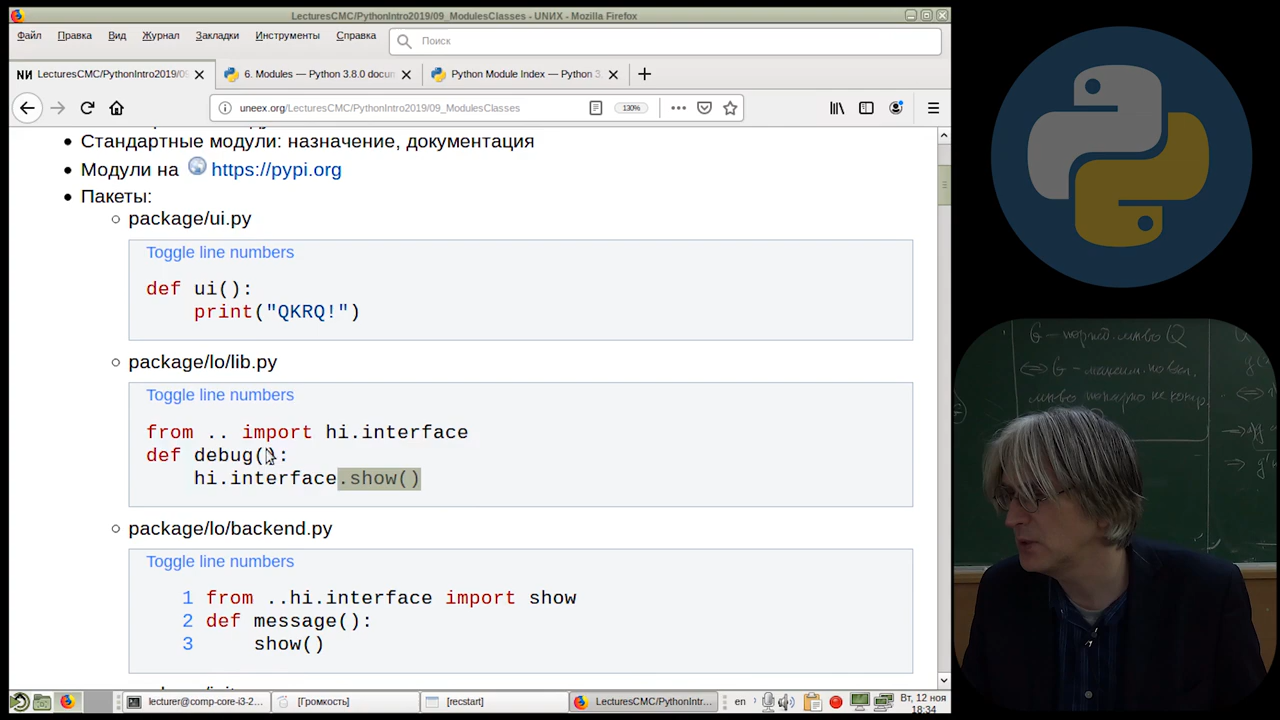 LecturesCMC/PythonIntro2019/09_ModulesClasses - UNИX - Mozilla Firefox
Файл Правка Вид Журнал Закладки Инструменты Справка Поиск
NИ LecturesCMC/PythonIntro2019/09 6. Modules — Python 3.8.0 docum Python Module Index — Python 3.
uneex.org/LecturesCMC/PythonIntro2019/09_ModulesClasses 130%
Стандартные модули: назначение, документация
Модули на https://pypi.org
Пакеты:
package/ui.py
Toggle line numbers
def ui():
print("QKRQ!")
package/lo/lib.py
Toggle line numbers
from .. import hi.interface
def debug():
hi.interface.show()
package/lo/backend.py
Toggle line numbers
1 from ..hi.interface import show
2 def message():
3 show()
lecturer@comp-core-i3-2... [Громкость] [recstart] LecturesCMC/PythonIntr... en Вт, 12 ноя
18:34